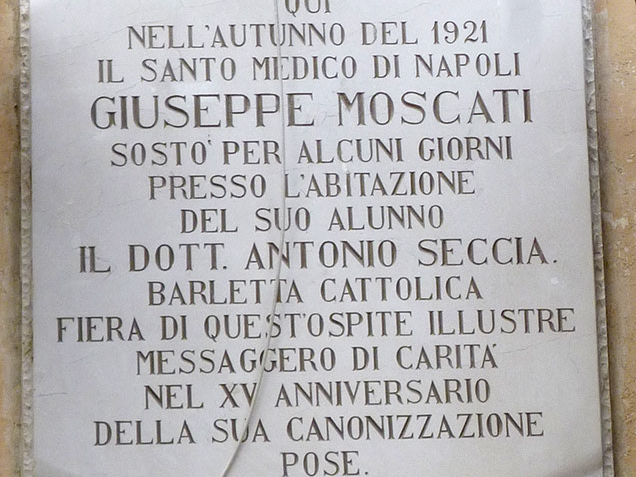 QUI
NELL'AUTUNNO DEL 1921
IL SANTO MEDICO DI NAPOLI
GIUSEPPE MOSCATI
SOSTO' PER ALCUNI GIORNI
PRESSO L'ABITAZIONE
DEL SUO ALUNNO
IL DOTT. ANTONIO SECCIA.
BARLETTA CATTOLICA
FIERA DI QUEST'OSPITE ILLUSTRE
MESSAGGERO DI CARITA'
NEL XV ANNIVERSARIO
DELLA SUA CANONIZZAZIONE
POSE.